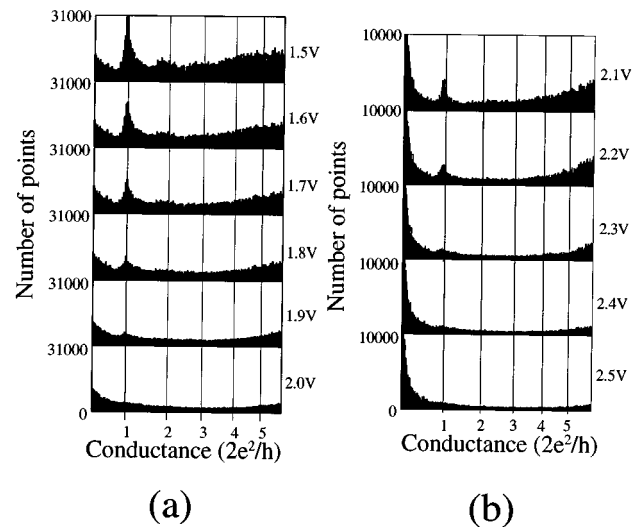 Number of points
31000
1.5V
31000
1.6V
31000
1.7V
31000
1.8V
31000
1.9V
31000
2.0V
0
1 2 3 4 5
Conductance (2e²/h)
(a)
Number of points
10000
2.1V
10000
2.2V
10000
2.3V
10000
2.4V
10000
2.5V
0
1 2 3 4 5
Conductance (2e²/h)
(b)